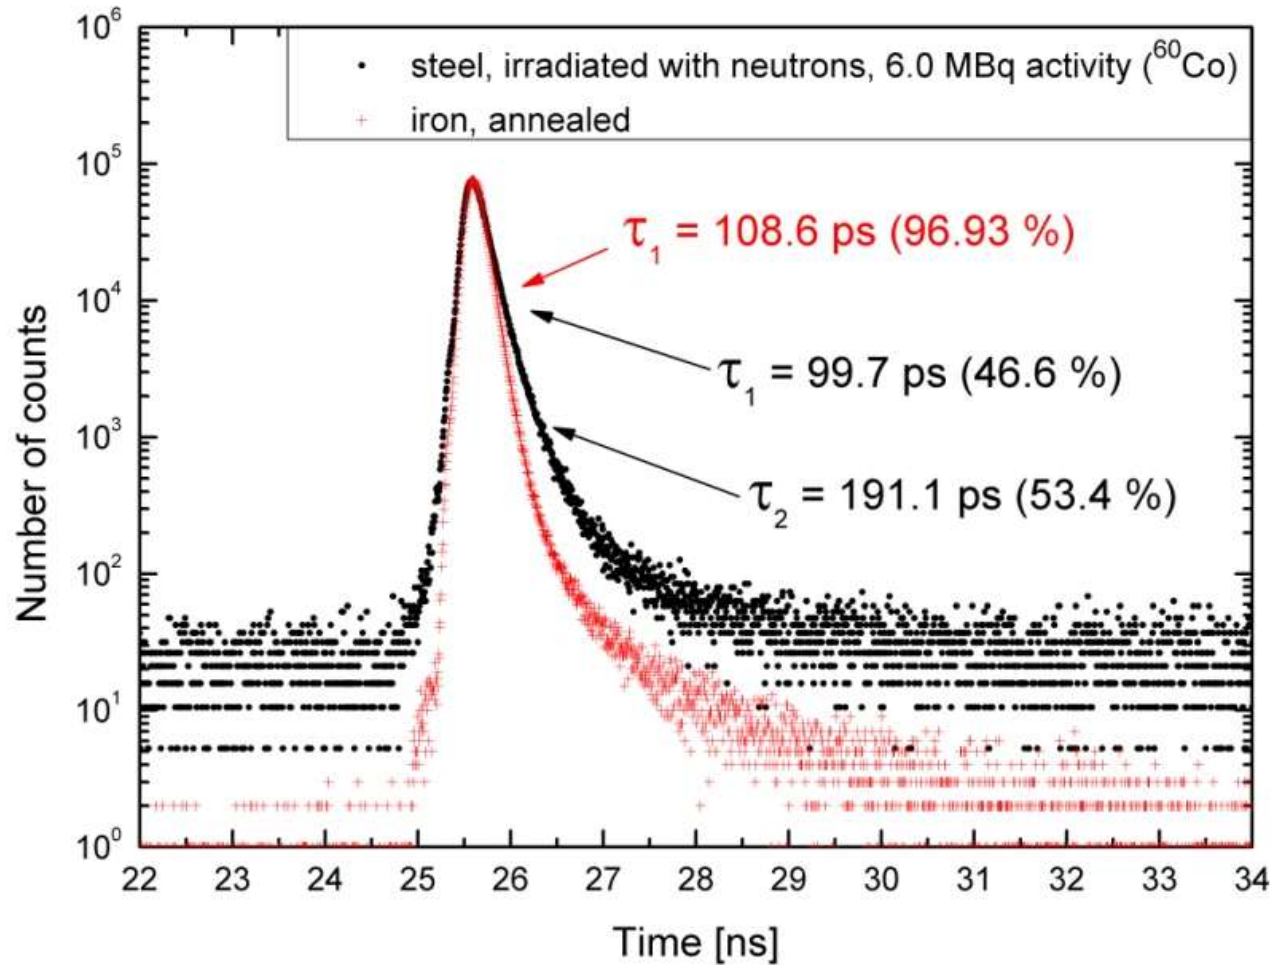 steel, irradiated with neutrons, 6.0 MBq activity (⁶⁰Co)
iron, annealed
τ₁ = 108.6 ps (96.93 %)
τ₁ = 99.7 ps (46.6 %)
τ₂ = 191.1 ps (53.4 %)
Number of counts
10⁶
10⁵
10⁴
10³
10²
10¹
10⁰
22 23 24 25 26 27 28 29 30 31 32 33 34
Time [ns]